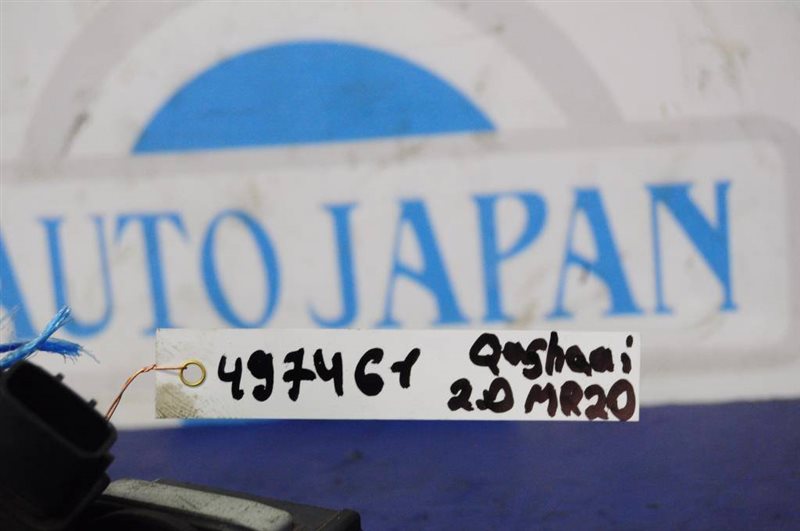 AUTO JAPAN
497461 Qashqai
2.0 MR20